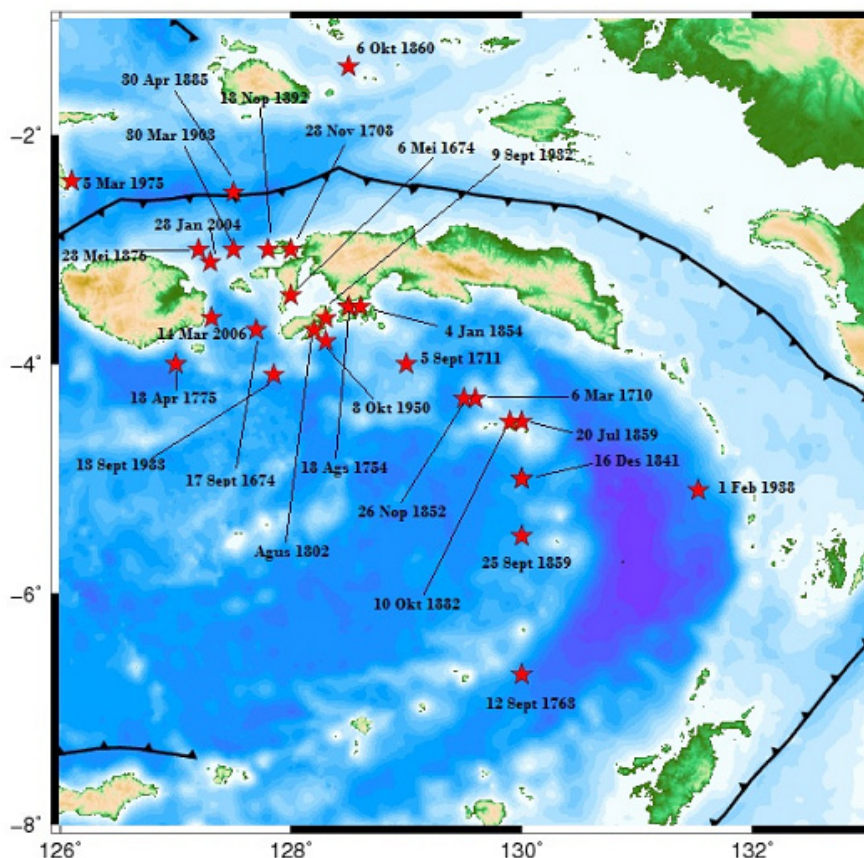 6 Okt 1860
30 Apr 1885
18 Nop 1892
30 Mar 1903
28 Nov 1708
−2°
6 Mei 1674
9 Sept 1932
5 Mar 1975
28 Jan 2004
28 Mei 1876
14 Mar 2006
4 Jan 1854
−4°
5 Sept 1711
18 Apr 1775
8 Okt 1950
6 Mar 1710
20 Jul 1859
18 Sept 1983
17 Sept 1674
18 Ags 1754
16 Des 1841
1 Feb 1938
26 Nop 1852
Agus 1802
25 Sept 1859
−6°
10 Okt 1882
12 Sept 1763
−8°
126°
128°
130°
132°